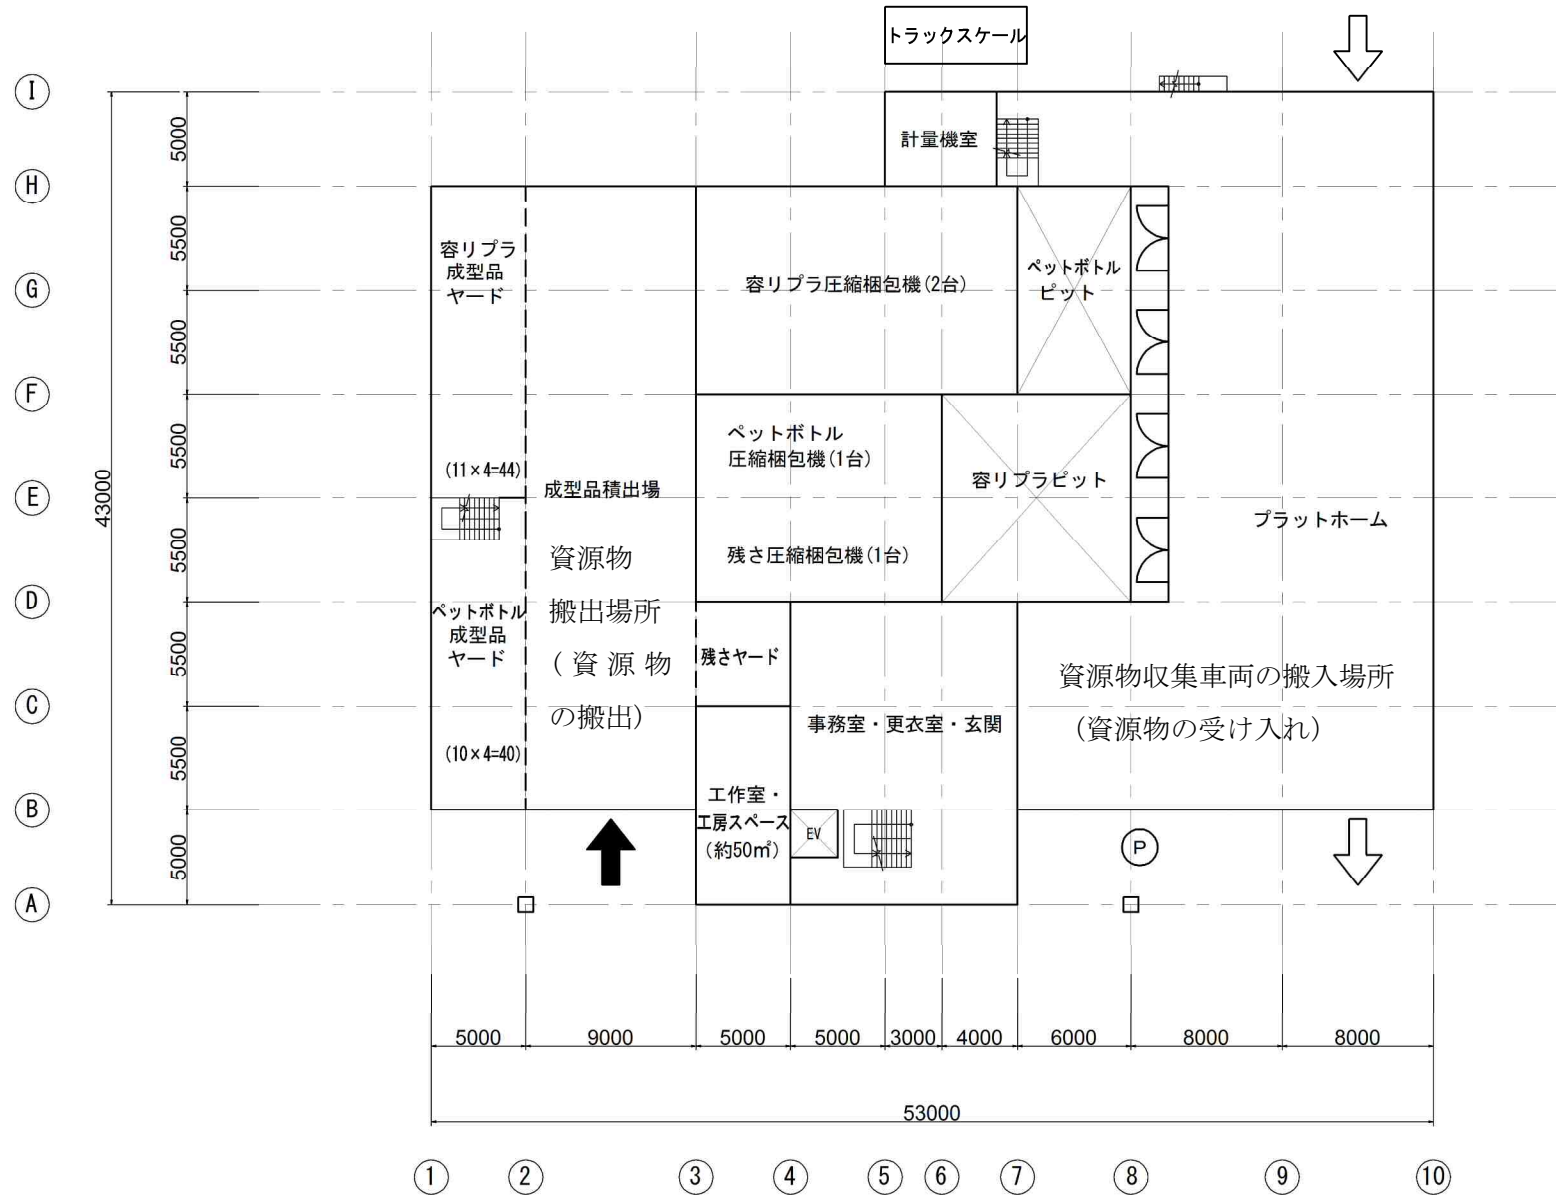 トラックスケール
I
計量機室
5000
H
5500
容リプラ
成型品
ヤード
容リプラ圧縮梱包機(2台)
ペットボトル
ピット
G
5500
F
ペットボトル
圧縮梱包機(1台)
5500
(11×4=44)
43000
成型品積出場
容リプラピット
E
プラットホーム
5500
資源物
搬出場所
(資源物
の搬出)
残さ圧縮梱包機(1台)
D
ペットボトル
成型品
ヤード
5500
残さヤード
資源物収集車両の搬入場所
(資源物の受け入れ)
C
事務室・更衣室・玄関
5500
(10×4=40)
工作室・
工房スペース
(約50㎡)
B
EV
P
5000
A
5000 9000 5000 5000 3000 4000 6000 8000 8000
53000
1 2 3 4 5 6 7 8 9 10